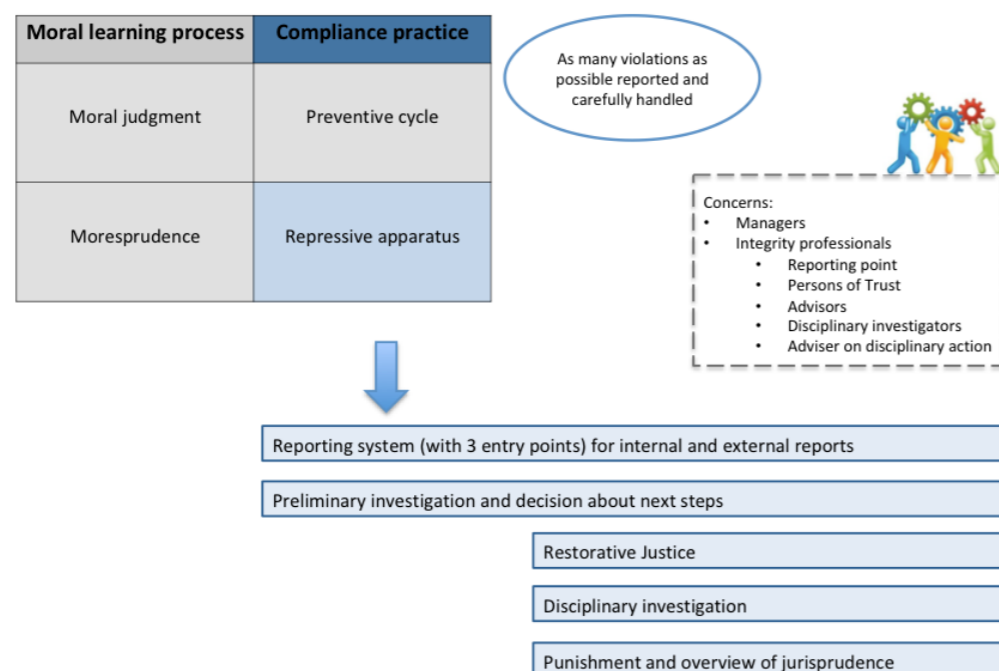 Moral learning process
Compliance practice
Moral judgment
Preventive cycle
Moresprudence
Repressive apparatus
As many violations as
possible reported and
carefully handled
Concerns:
• Managers
• Integrity professionals
• Reporting point
• Persons of Trust
• Advisors
• Disciplinary investigators
• Adviser on disciplinary action
Reporting system (with 3 entry points) for internal and external reports
Preliminary investigation and decision about next steps
Restorative Justice
Disciplinary investigation
Punishment and overview of jurisprudence